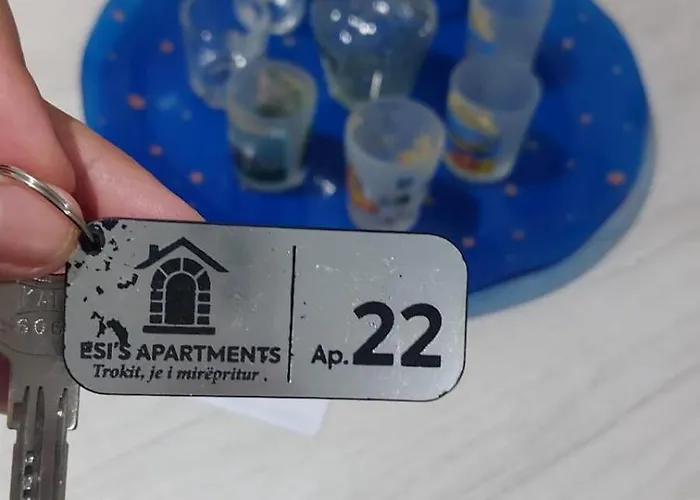 ESI'S APARTMENTS
Trokit, je i mirëpritur .
Ap.22